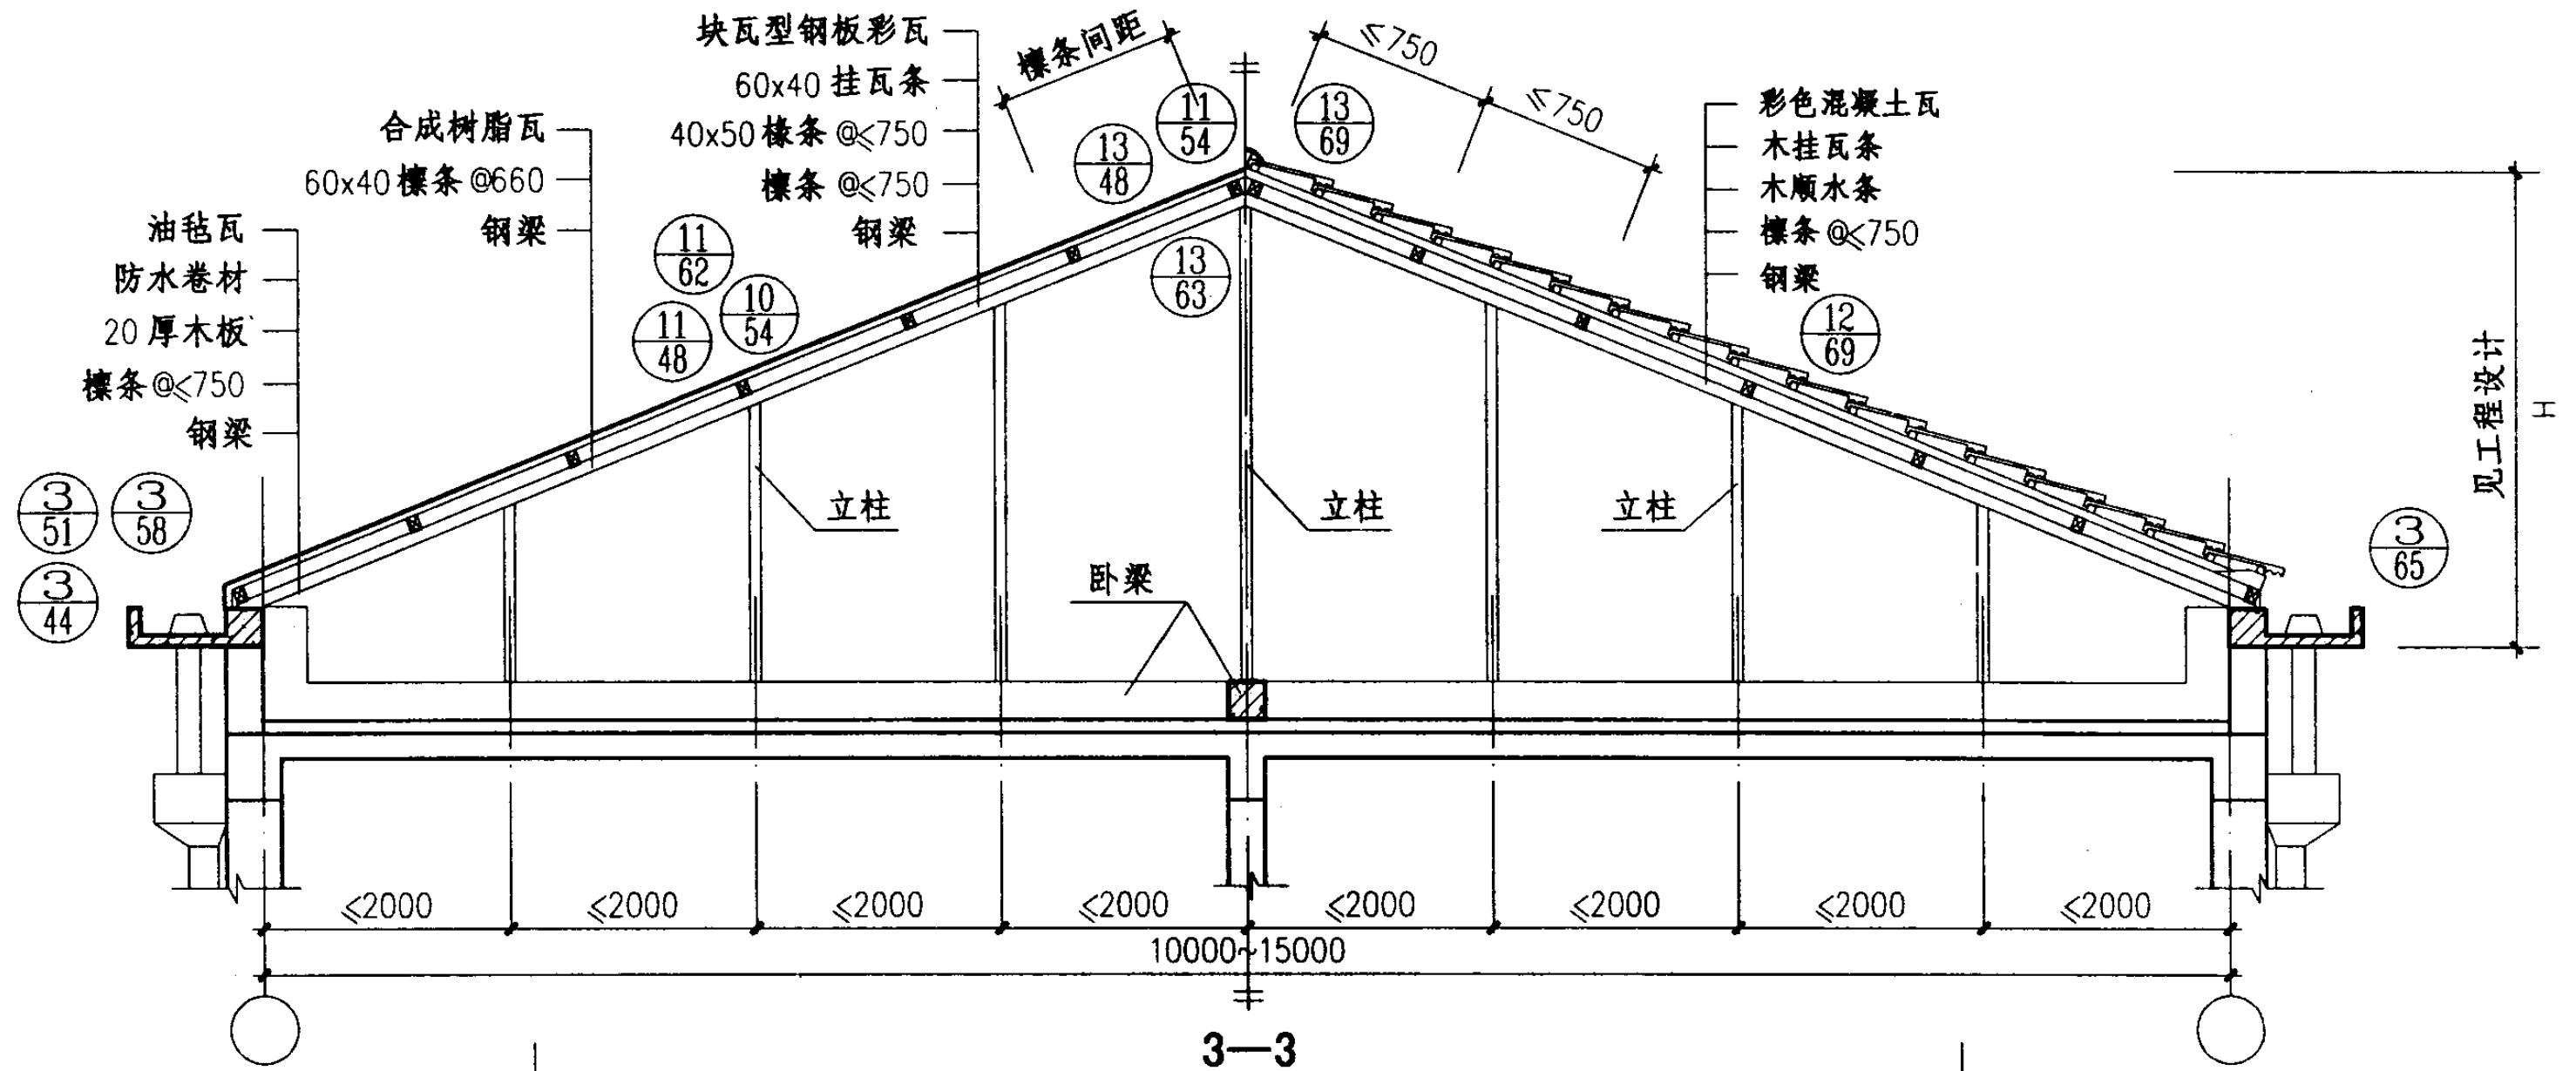 块瓦型钢板彩瓦
60x40 挂瓦条
40x50 椽条 @≤750
檩条 @≤750
钢梁
檩条间距
≤750
≤750
合成树脂瓦
60x40 檩条 @660
钢梁
油毡瓦
防水卷材
20 厚木板
檩条 @≤750
钢梁
彩色混凝土瓦
木挂瓦条
木顺水条
檩条 @≤750
钢梁
11
54
13
69
13
48
11
62
13
63
10
54
11
48
12
69
3
51
3
58
3
44
3
65
立柱
立柱
立柱
卧梁
见工程设计
H
≤2000
≤2000
≤2000
≤2000
≤2000
≤2000
≤2000
≤2000
10000~15000
3—3